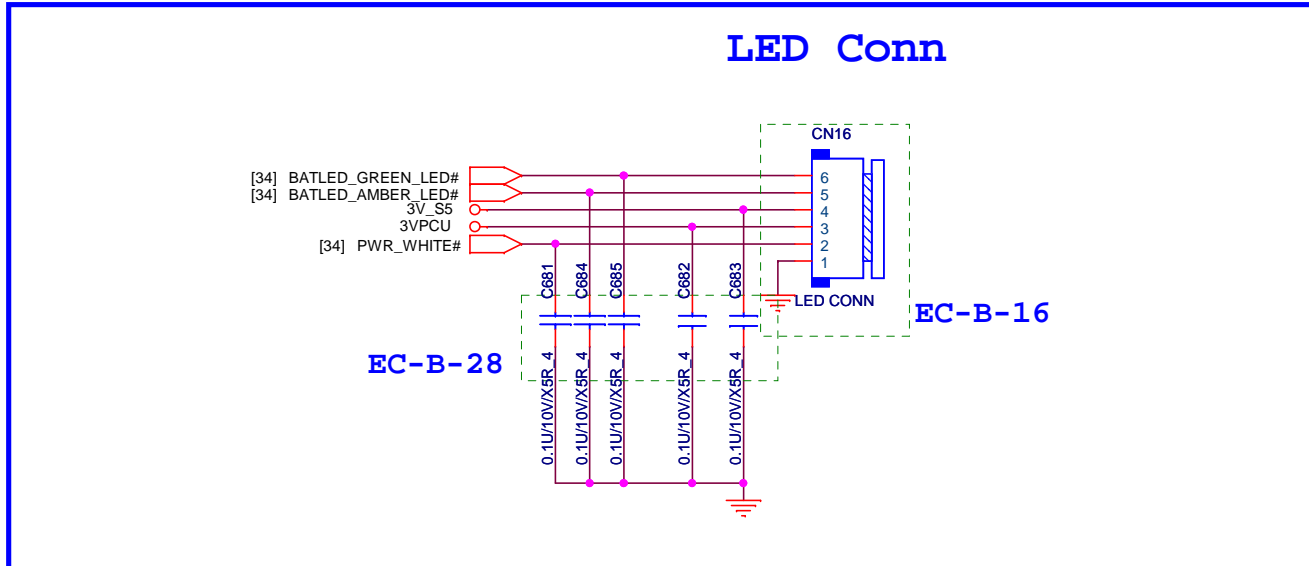 LED Conn
CN16
[34] BATLED_GREEN_LED#
6
[34] BATLED_AMBER_LED#
5
3V_S5
4
3VPCU
3
[34] PWR_WHITE#
2
1
C681
C684
C685
C682
C683
LED CONN
EC-B-16
EC-B-28
0.1U/10V/X5R_4
0.1U/10V/X5R_4
0.1U/10V/X5R_4
0.1U/10V/X5R_4
0.1U/10V/X5R_4